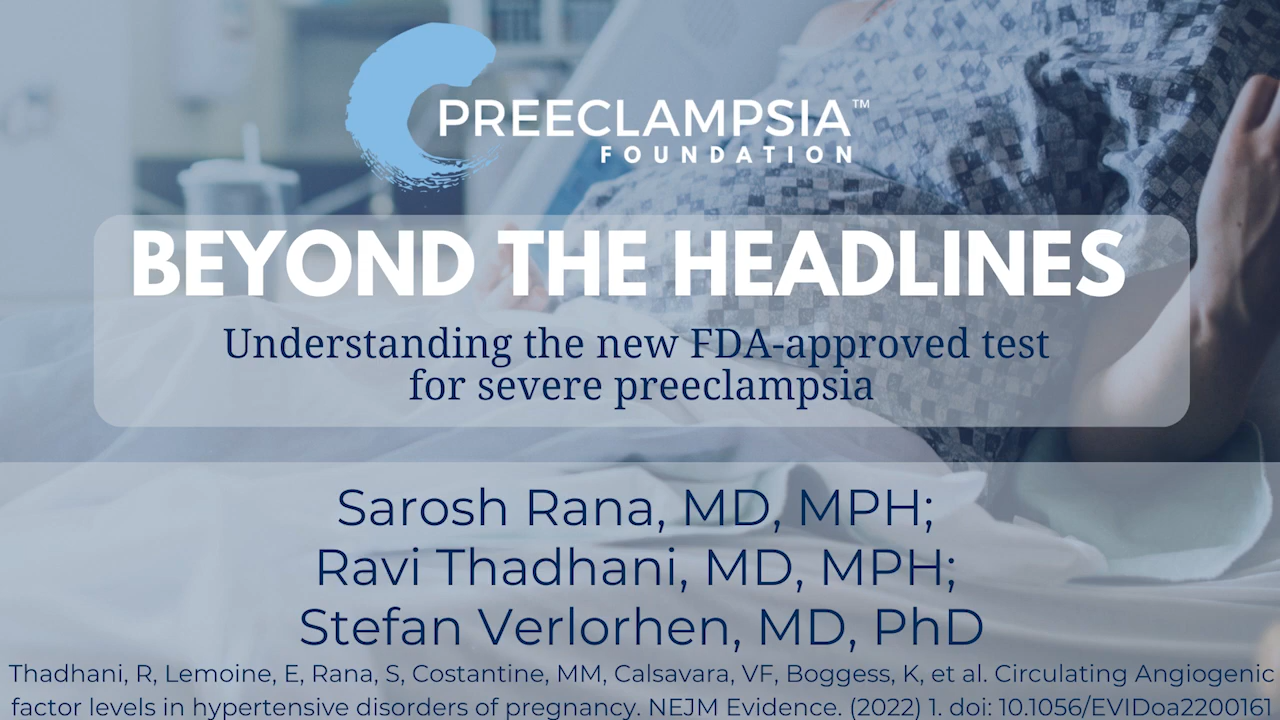 PREECLAMPSIA™
FOUNDATION
BEYOND THE HEADLINES
Understanding the new FDA-approved test
for severe preeclampsia
Sarosh Rana, MD, MPH;
Ravi Thadhani, MD, MPH;
Stefan Verlorhen, MD, PhD
Thadhani, R, Lemoine, E, Rana, S, Costantine, MM, Calsavara, VF, Boggess, K, et al. Circulating Angiogenic
factor levels in hypertensive disorders of pregnancy. NEJM Evidence. (2022) 1. doi: 10.1056/EVIDoa2200161